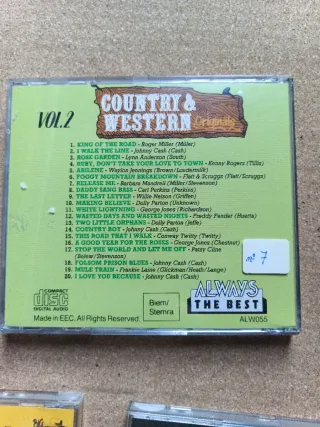 VOL.2
COUNTRY &
WESTERN
Originals
1. KING OF THE ROAD - Roger Miller (Miller)
2. I WALK THE LINE - Johnny Cash (Cash)
3. ROSE GARDEN - Lynn Anderson (South)
4. RUBY, DON'T TAKE YOUR LOVE TO TOWN - Kenny Rogers (Tillis)
5. ABILENE - Waylon Jennings (Brown/Loudermilk)
6. FOGGY MOUNTAIN BREAKDOWN - Flatt & Scruggs (Flatt/Scruggs)
7. RELEASE ME - Barbara Mandrell (Miller/Stevenson)
8. DADDY SANG BASS - Carl Perkins (Perkins)
9. THE LAST LETTER - Willie Nelson (Griffin)
10. MAKING BELIEVE - Dolly Parton (Unknown)
11. WHITE LIGHTNING - George Jones (Richardson)
12. WASTED DAYS AND WASTED NIGHTS - Freddy Fender (Huerta)
13. TWO LITTLE ORPHANS - Dolly Parton (Unknown)
14. COUNTRY BOY - Johnny Cash (Cash)
15. THIS ROAD THAT I WALK - Conway Twitty (Twitty)
16. A GOOD YEAR FOR THE ROSES - George Jones (Chestnut)
17. STOP THE WORLD AND LET ME OFF - Patsy Cline
(Belew/Stevenson)
18. FOLSOM PRISON BLUES - Johnny Cash (Cash)
19. MULE TRAIN - Frankie Laine (Glickman/Heath/Lange)
20. I LOVE YOU BECAUSE - Johnny Cash (Cash)
nº 7
COMPACT
disc
DIGITAL AUDIO
Biem/
Stemra
ALWAYS
THE BEST
Made in EEC. All Rights Reserved.
ALW055